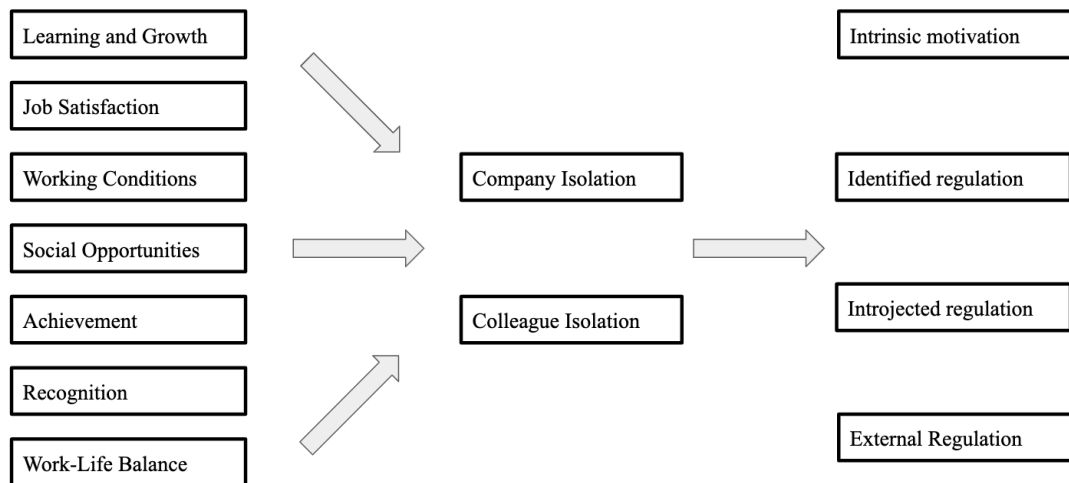 Learning and Growth
Job Satisfaction
Working Conditions
Social Opportunities
Achievement
Recognition
Work-Life Balance
Company Isolation
Colleague Isolation
Intrinsic motivation
Identified regulation
Introjected regulation
External Regulation